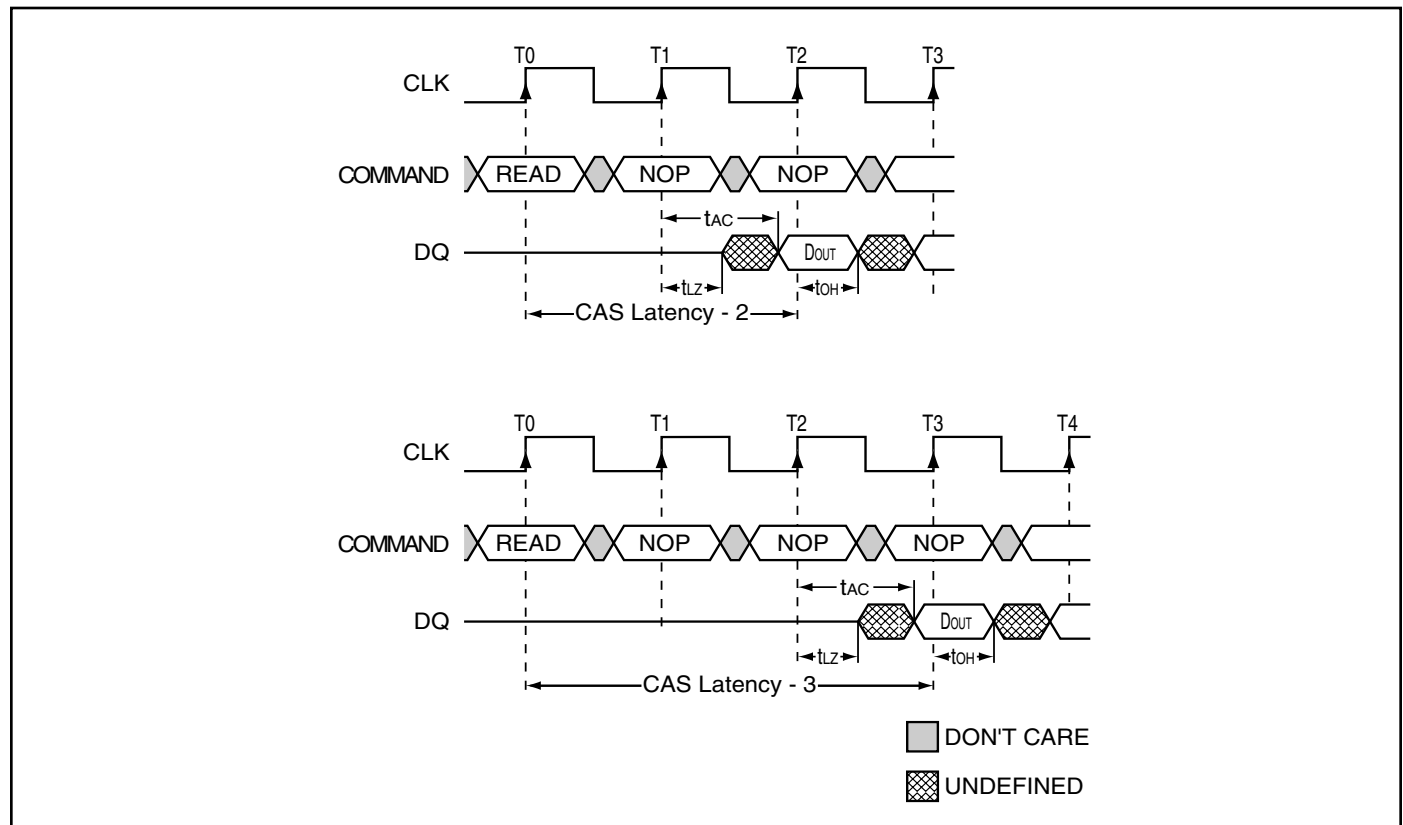 T0 T1 T2 T3
CLK
COMMAND READ NOP NOP
tAC
DQ DOUT
tLZ tOH
CAS Latency - 2
T0 T1 T2 T3 T4
CLK
COMMAND READ NOP NOP NOP
tAC
DQ DOUT
tLZ tOH
CAS Latency - 3
DON'T CARE
UNDEFINED